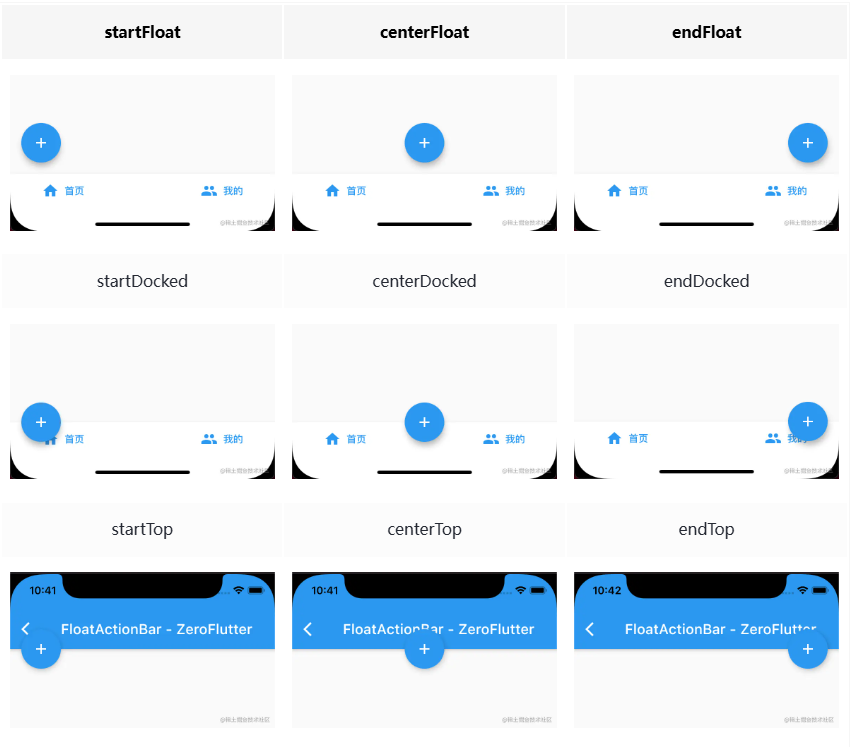 startFloat centerFloat endFloat
首页 我的 首页 我的 首页 我的
@稀土掘金技术社区 @稀土掘金技术社区 @稀土掘金技术社区
startDocked centerDocked endDocked
首页 我的 首页 我的 首页
@稀土掘金技术社区 @稀土掘金技术社区 @稀土掘金技术社区
startTop centerTop endTop
10:41 10:41 10:42
FloatActionBar - ZeroFlutter FloatActionBar - ZeroFlutter FloatActionBar - ZeroFlutter
@稀土掘金技术社区 @稀土掘金技术社区 @稀土掘金技术社区